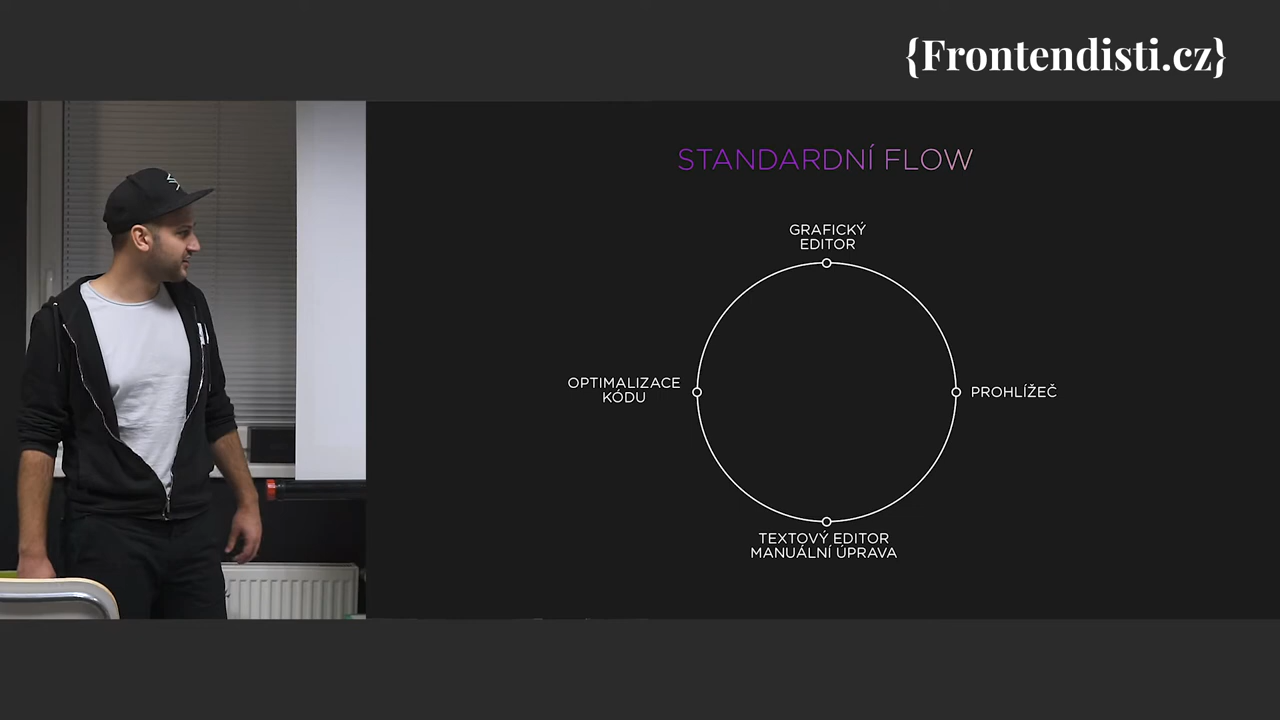 {Frontendisti.cz}
STANDARDNÍ FLOW
GRAFICKÝ
EDITOR
OPTIMALIZACE
KÓDU
PROHLÍŽEČ
TEXTOVÝ EDITOR
MANUÁLNÍ ÚPRAVA